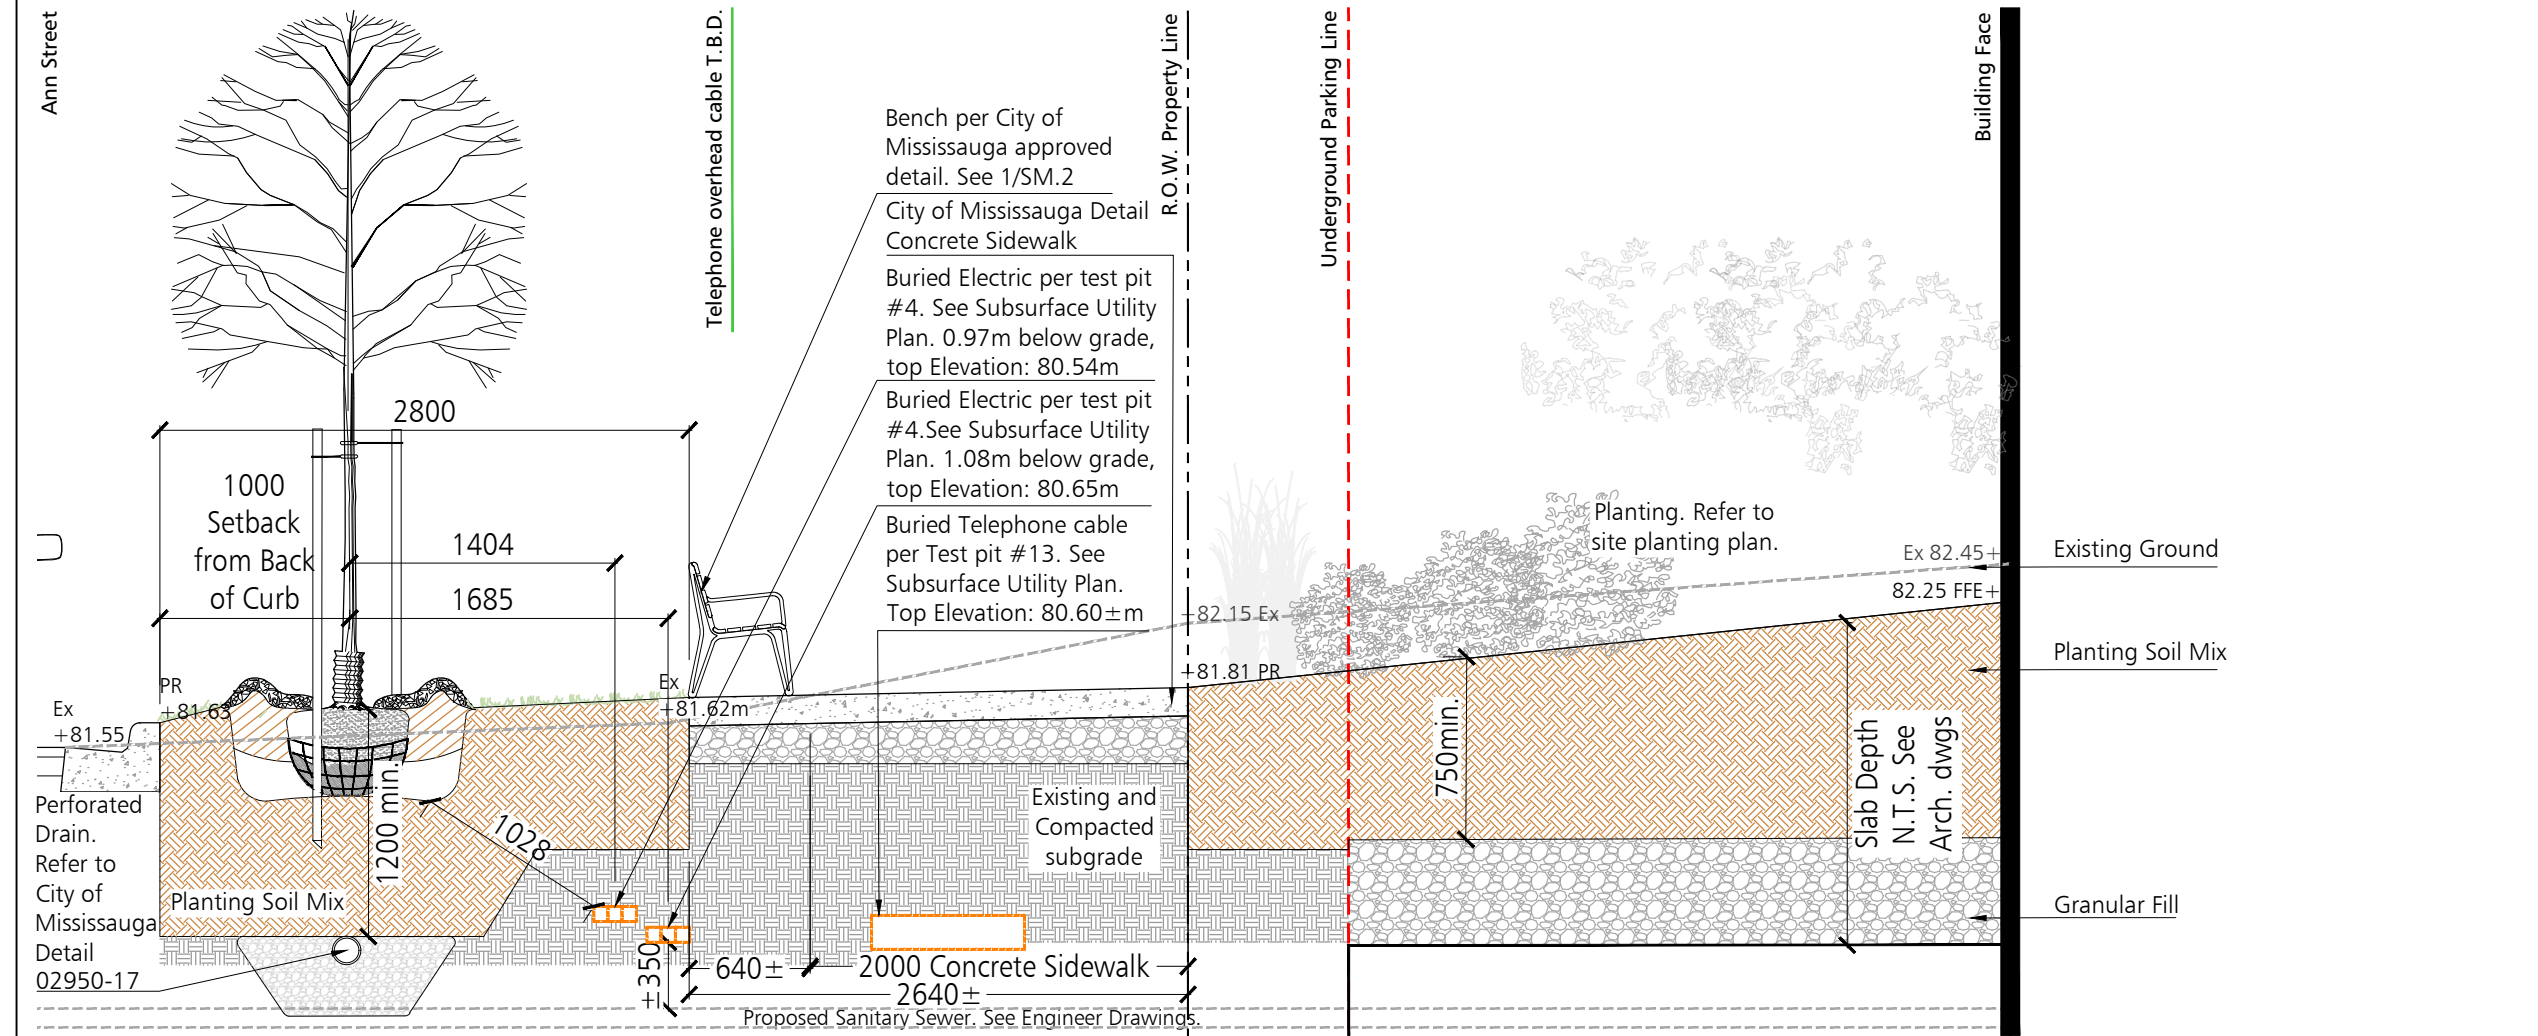 Ann Street
Telephone overhead cable T.B.D.
R.O.W. Property Line
Underground Parking Line
Building Face
Bench per City of
Mississauga approved
detail. See 1/SM.2
City of Mississauga Detail
Concrete Sidewalk
Buried Electric per test pit
#4. See Subsurface Utility
Plan. 0.97m below grade,
top Elevation: 80.54m
Buried Electric per test pit
#4.See Subsurface Utility
Plan. 1.08m below grade,
top Elevation: 80.65m
Buried Telephone cable
per Test pit #13. See
Subsurface Utility Plan.
Top Elevation: 80.60±m
2800
1000
Setback
from Back
of Curb
1404
1685
PR
+81.63
Ex
+81.55
Ex
+81.62m
+82.15 Ex
+81.81 PR
Planting. Refer to
site planting plan.
Ex 82.45+
82.25 FFE+
Existing Ground
Planting Soil Mix
Granular Fill
Perforated
Drain.
Refer to
City of
Mississauga
Detail
02950-17
Planting Soil Mix
1200 min.
1028
±350
Existing and
Compacted
subgrade
750min.
Slab Depth
N.T.S. See
Arch. dwgs
640±
2000 Concrete Sidewalk
2640±
Proposed Sanitary Sewer. See Engineer Drawings.